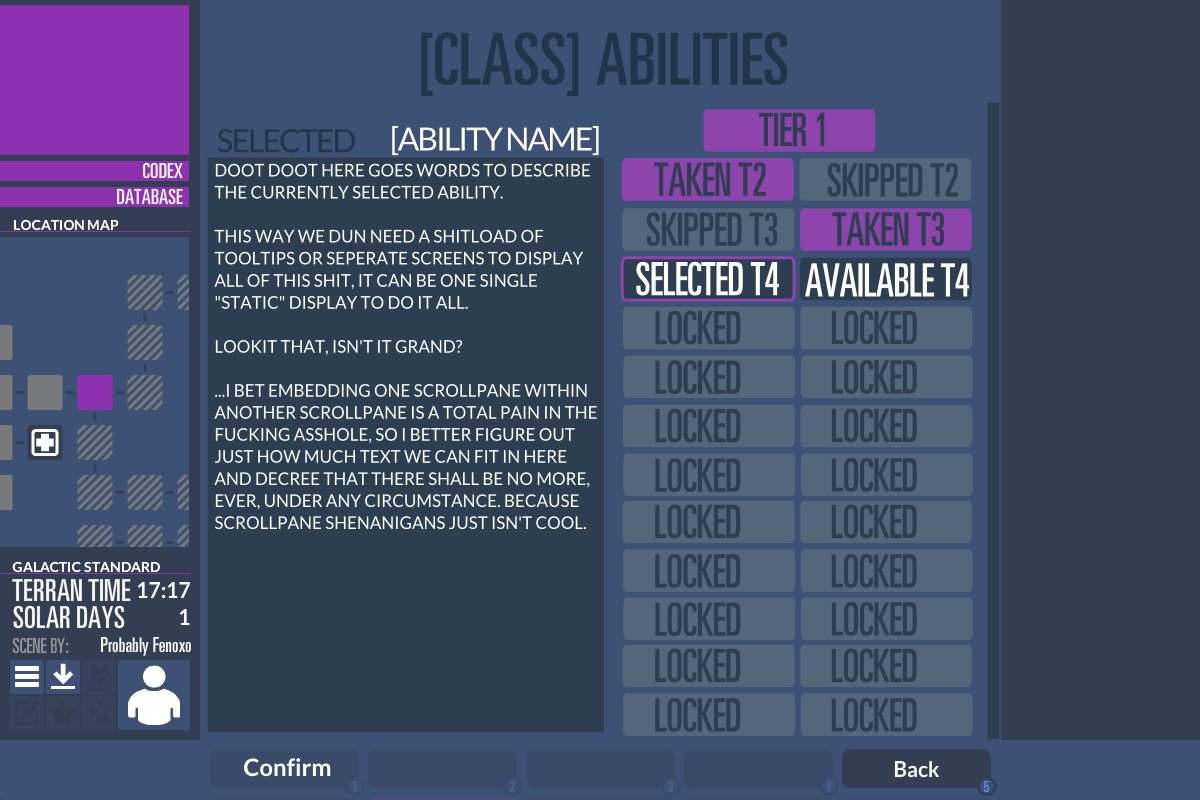 [CLASS] ABILITIES
CODEX
DATABASE
LOCATION MAP
GALACTIC STANDARD
TERRAN TIME 17:17
SOLAR DAYS 1
SCENE BY: Probably Fenoxo
SELECTED [ABILITY NAME]
DOOT DOOT HERE GOES WORDS TO DESCRIBE
THE CURRENTLY SELECTED ABILITY.
THIS WAY WE DUN NEED A SHITLOAD OF
TOOLTIPS OR SEPERATE SCREENS TO DISPLAY
ALL OF THIS SHIT, IT CAN BE ONE SINGLE
"STATIC" DISPLAY TO DO IT ALL.
LOOKIT THAT, ISN'T IT GRAND?
...I BET EMBEDDING ONE SCROLLPANE WITHIN
ANOTHER SCROLLPANE IS A TOTAL PAIN IN THE
FUCKING ASSHOLE, SO I BETTER FIGURE OUT
JUST HOW MUCH TEXT WE CAN FIT IN HERE
AND DECREE THAT THERE SHALL BE NO MORE,
EVER, UNDER ANY CIRCUMSTANCE. BECAUSE
SCROLLPANE SHENANIGANS JUST ISN'T COOL.
TIER 1
TAKEN T2 SKIPPED T2
SKIPPED T3 TAKEN T3
SELECTED T4 AVAILABLE T4
LOCKED LOCKED
LOCKED LOCKED
LOCKED LOCKED
LOCKED LOCKED
LOCKED LOCKED
LOCKED LOCKED
LOCKED LOCKED
LOCKED LOCKED
LOCKED LOCKED
Confirm 1 2 3 4 Back 5